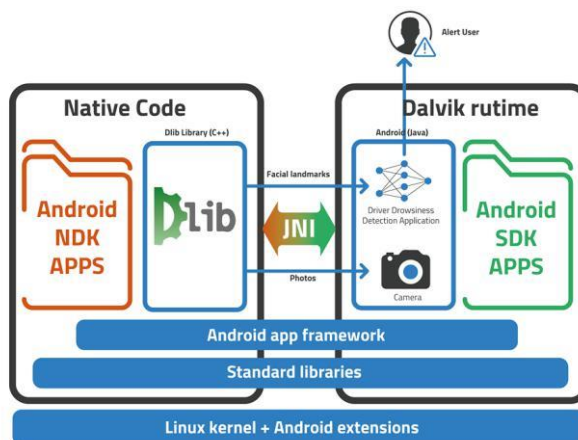 Alert User
Native Code
Dalvik rutime
Dlib Library (C++)
Android (Java)
Android
NDK
APPS
Dlib
Facial landmarks
JNI
Photos
Driver Drowsiness
Detection Application
Camera
Android
SDK
APPS
Android app framework
Standard libraries
Linux kernel + Android extensions